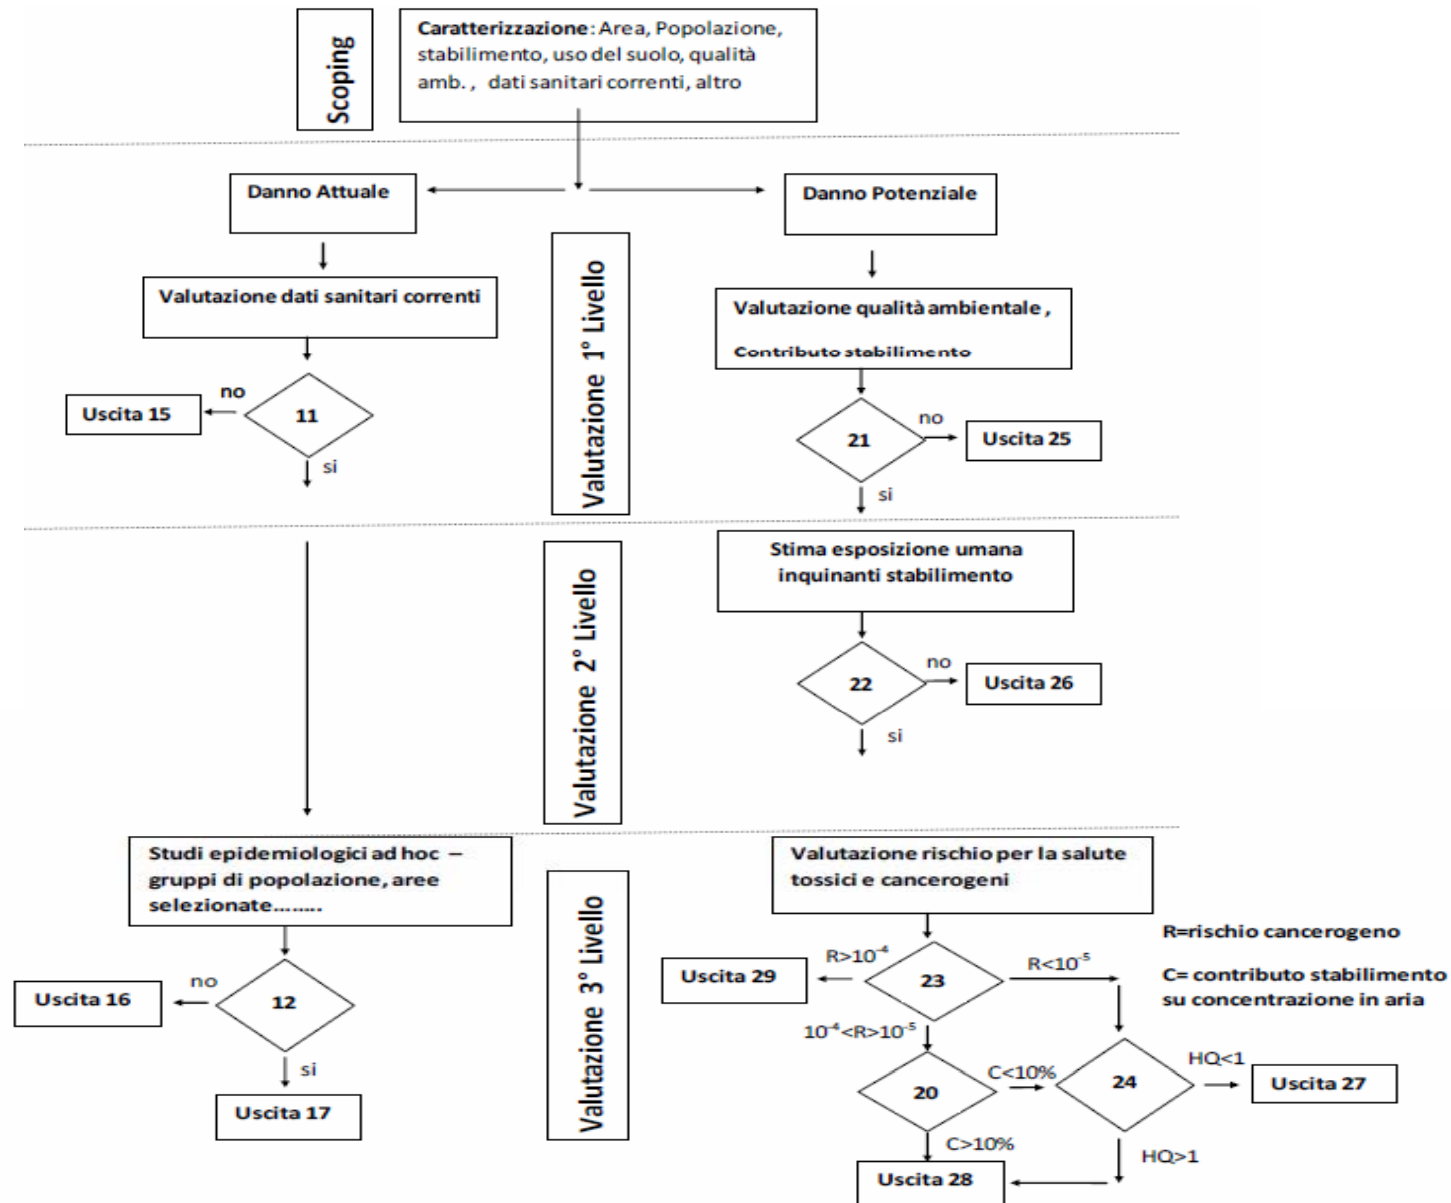 Scoping
Caratterizzazione: Area, Popolazione,
stabilimento, uso del suolo, qualità
amb. , dati sanitari correnti, altro
Danno Attuale
Danno Potenziale
Valutazione 1° Livello
Valutazione dati sanitari correnti
Valutazione qualità ambientale ,
Contributo stabilimento
11
no
Uscita 15
si
21
no
Uscita 25
si
Valutazione 2° Livello
Stima esposizione umana
inquinanti stabilimento
22
no
Uscita 26
si
Valutazione 3° Livello
Studi epidemiologici ad hoc –
gruppi di popolazione, aree
selezionate........
12
no
Uscita 16
si
Uscita 17
Valutazione rischio per la salute
tossici e cancerogeni
23
R>10⁻⁴
Uscita 29
R<10⁻⁵
10⁻⁴<R>10⁻⁵
R=rischio cancerogeno
C= contributo stabilimento
su concentrazione in aria
20
C<10%
24
HQ<1
Uscita 27
C>10%
HQ>1
Uscita 28